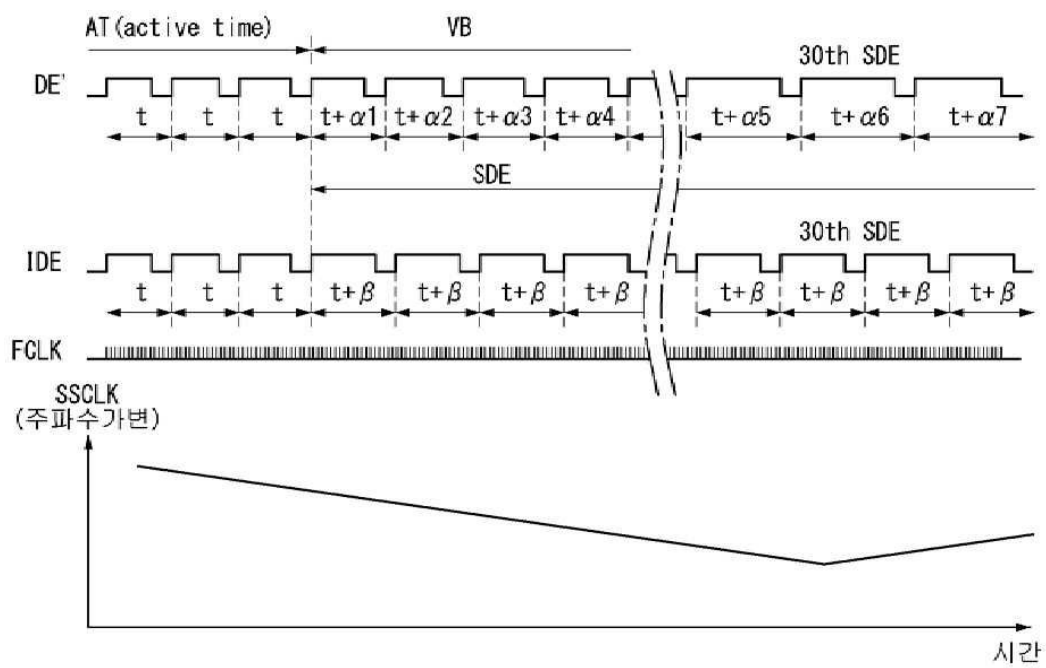 AT(active time) VB
30th SDE
DE'
t t t t+α1 t+α2 t+α3 t+α4 t+α5 t+α6 t+α7
SDE
30th SDE
IDE
t t t t+β t+β t+β t+β t+β t+β t+β t+β
FCLK
SSCLK
(주파수가변)
시간